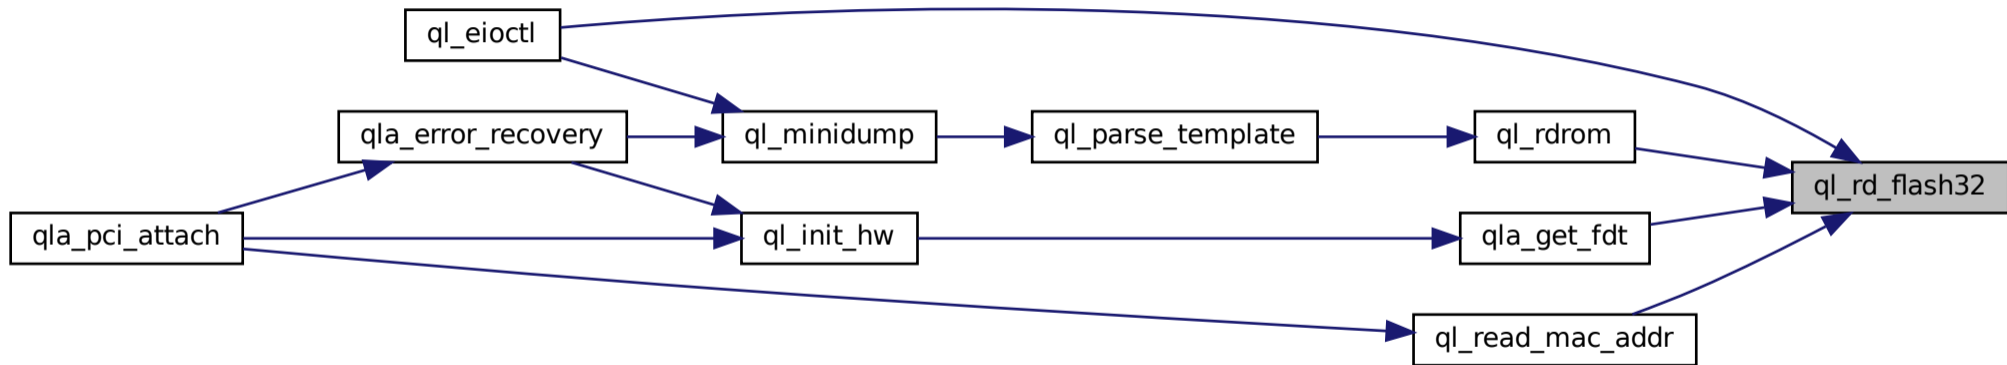 ql_eioctl
qla_error_recovery
ql_minidump
ql_parse_template
ql_rdrom
ql_rd_flash32
qla_pci_attach
ql_init_hw
qla_get_fdt
ql_read_mac_addr